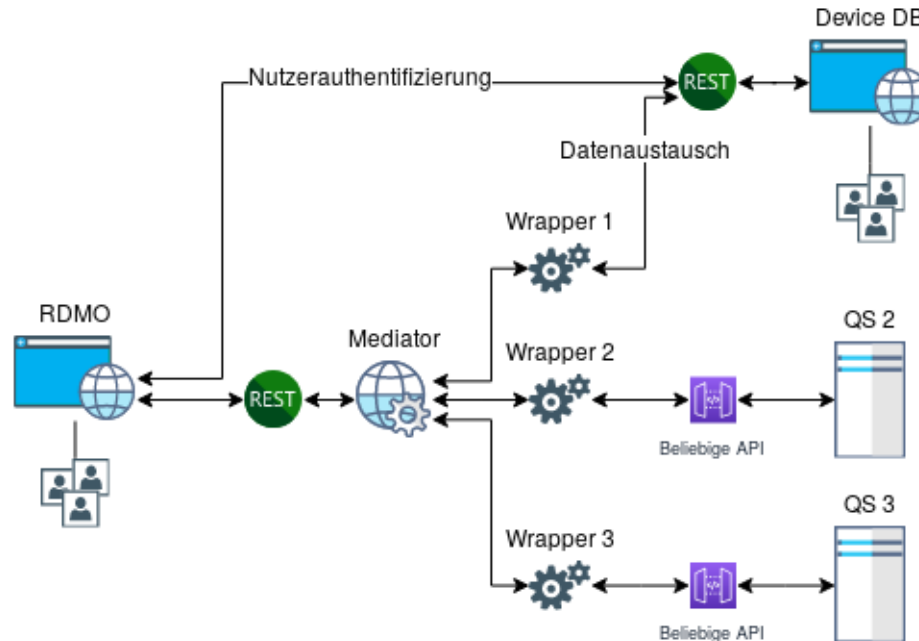 Device DB
Nutzerauthentifizierung
REST
Datenaustausch
Wrapper 1
RDMO
Mediator
Wrapper 2
QS 2
REST
Beliebige API
QS 3
Wrapper 3
Beliebige API